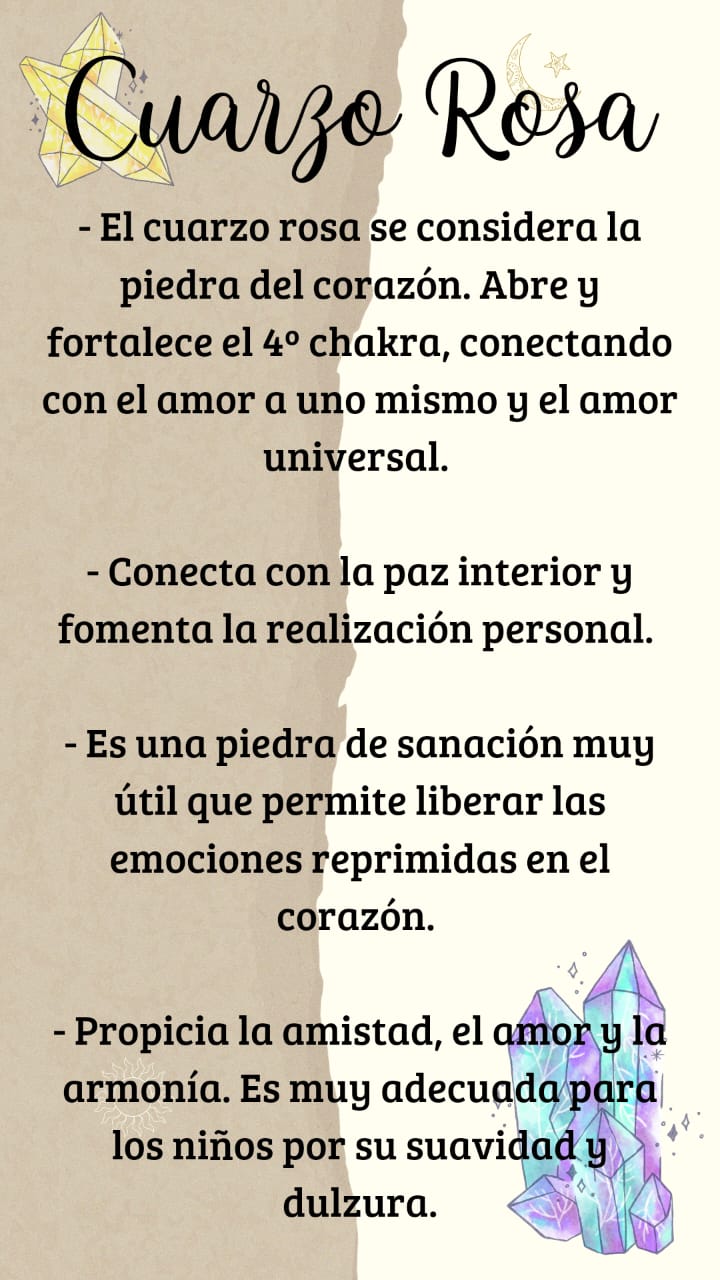 Cuarzo Rosa
- El cuarzo rosa se considera la
piedra del corazón. Abre y
fortalece el 4º chakra, conectando
con el amor a uno mismo y el amor
universal.
- Conecta con la paz interior y
fomenta la realización personal.
- Es una piedra de sanación muy
útil que permite liberar las
emociones reprimidas en el
corazón.
- Propicia la amistad, el amor y la
armonía. Es muy adecuada para
los niños por su suavidad y
dulzura.